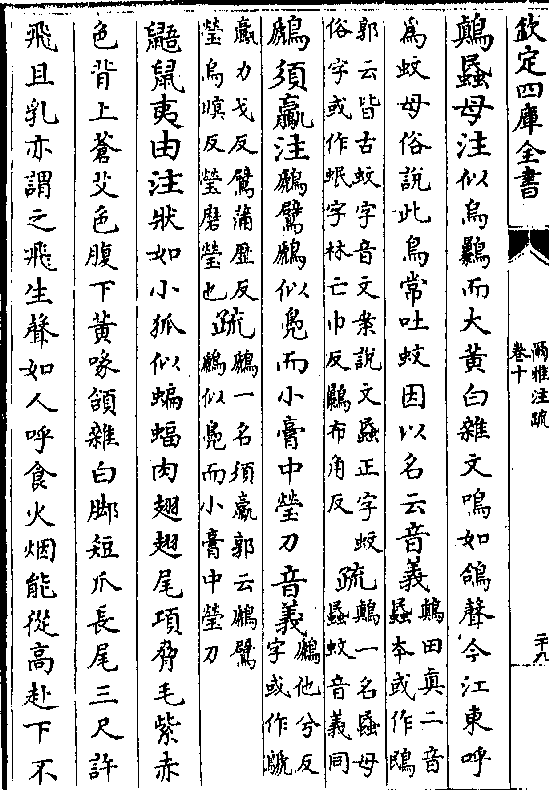 欽定四庫全書
爾雅注疏
卷十
二十九
鷏蟁母注似烏鷃而大黄白雜文鳴如鴿聲今江東呼
爲蚊母俗說此鳥常吐蚊因以名云音義鷏田真二音
蟁本或作䳟
郭云皆古蚊字音文案說文蟁正字蚊
俗字或作蚊字林亡巾反鷃布角反
疏鷏一名蟁母
蟁蚊音義同
鷉須鸁注鷉鷿鷉似鳬而小膏中瑩刀音義鷉他兮反
字或作鷈
鸁力戈反鷿蒲歷反
瑩烏暝反瑩磨瑩也
疏鷉一名須鸁郭云鷉鷿
鷉似鳬而小膏中瑩刀
鼯鼠夷由注狀如小狐似蝙蝠肉翅翅尾項脅毛紫赤
色背上蒼艾色腹下黄喙頷雜白脚短爪長尾三尺許
飛且乳亦謂之飛生聲如人呼食火烟能從高赴下不